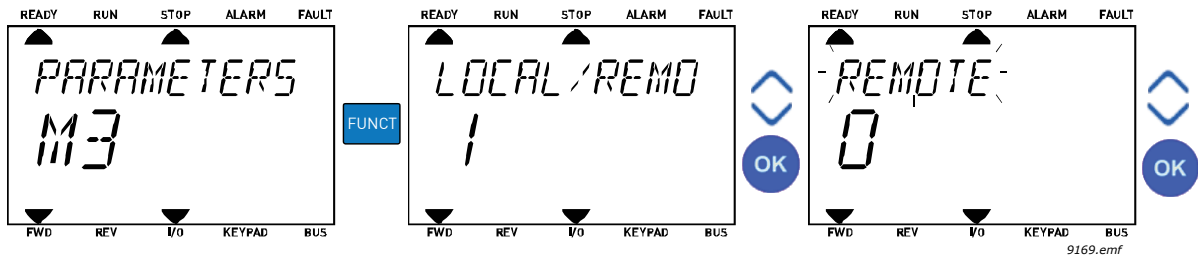 READY RUN STOP ALARM FAULT
PARAMETERS
M3
FWD REV I/O KEYPAD BUS
FUNCT
READY RUN STOP ALARM FAULT
LOCAL/REMO
1
FWD REV I/O KEYPAD BUS
OK
READY RUN STOP ALARM FAULT
REMOTE
0
FWD REV I/O KEYPAD BUS
OK
9169.emf